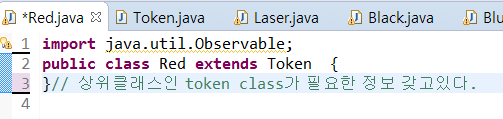 *Red.java Token.java Laser.java Black.java Blu
1 import java.util.Observable;
2 public class Red extends Token {
3 }// 상위클래스인 token class가 필요한 정보 갖고있다.
4